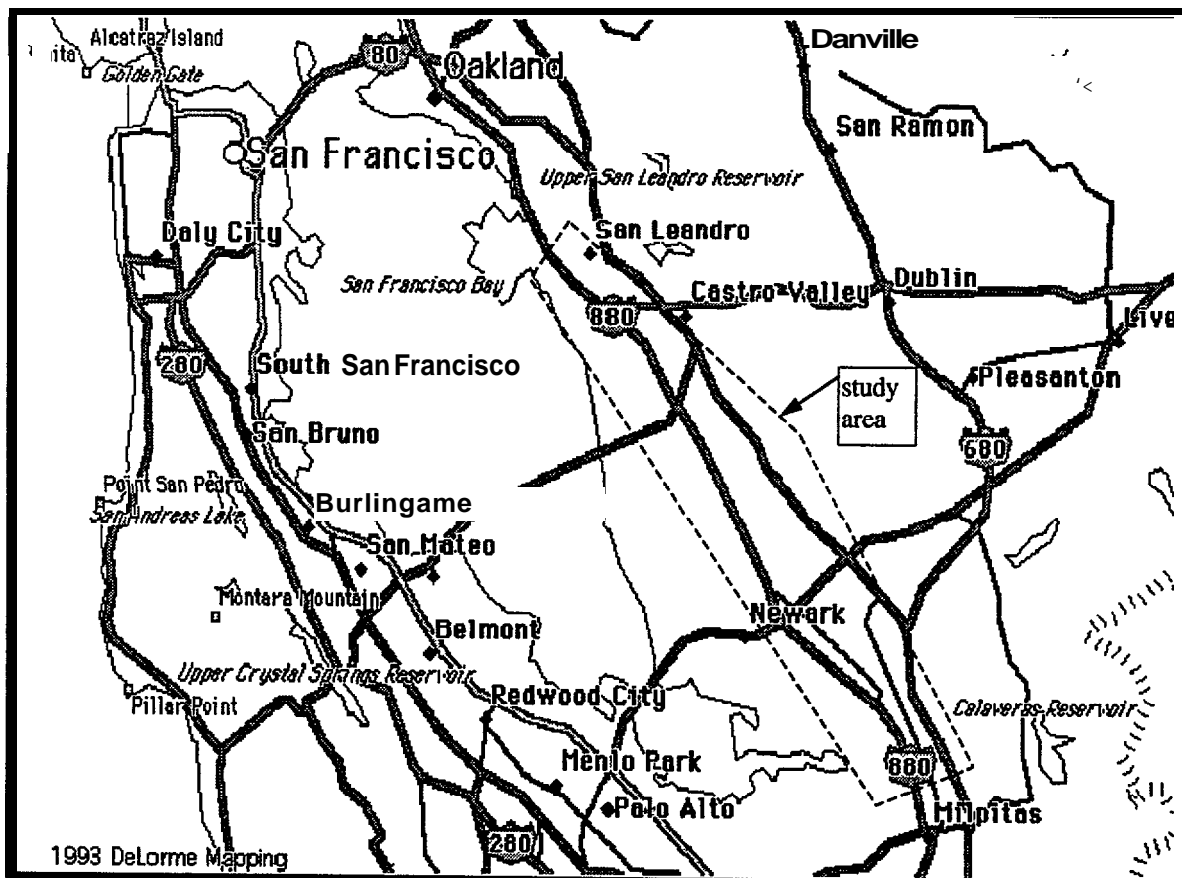 Alcatraz Island
Golden Gate
80
Oakland
Danville
San Ramon
San Francisco
Upper San Leandro Reservoir
Daly City
San Leandro
San Francisco Bay
Castro Valley
Dublin
880
Live
280
South San Francisco
study
area
Pleasanton
San Bruno
680
Point San Pedro
San Andreas Lake
Burlingame
San Mateo
Montara Mountain
Newark
Belmont
Upper Crystal Springs Reservoir
Redwood City
Pillar Point
Calaveras Reservoir
Menlo Park
880
Palo Alto
Milpitas
280
1993 DeLorme Mapping